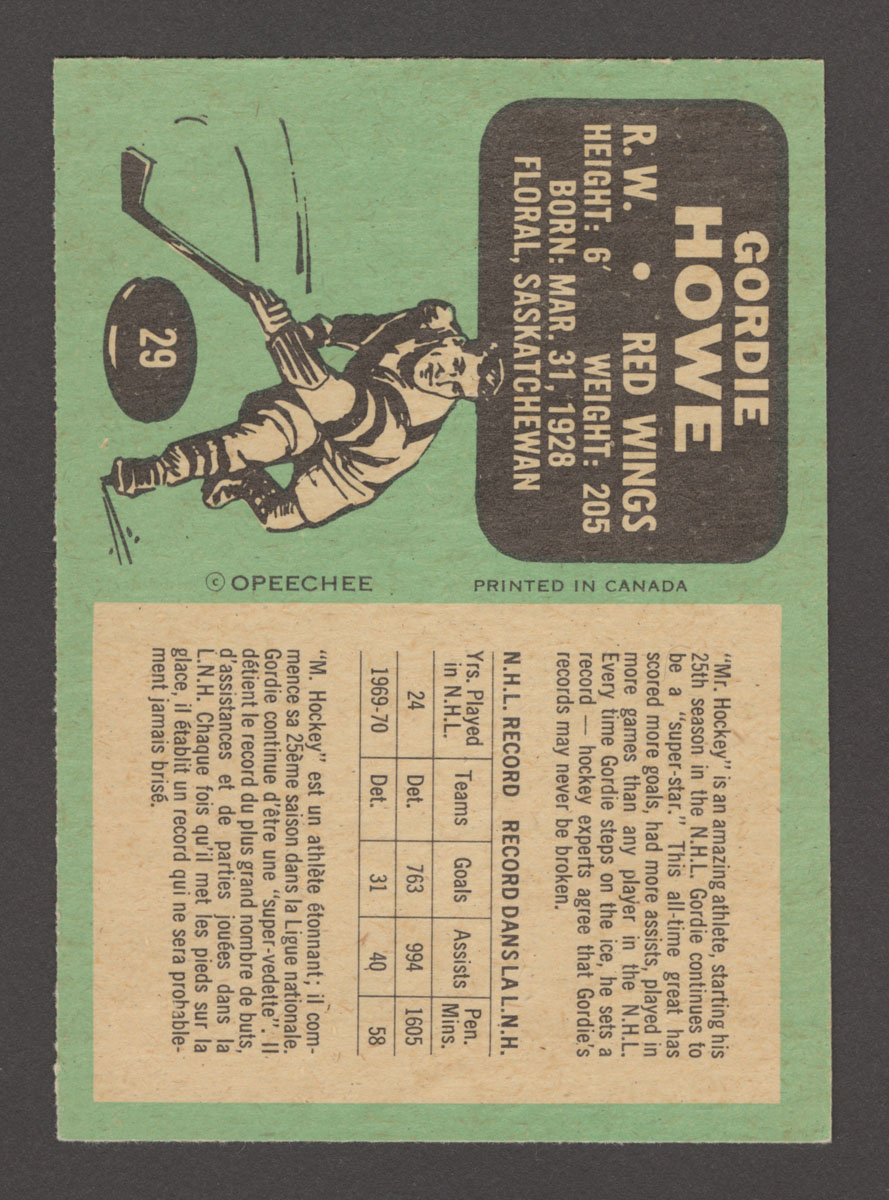 GORDIE
HOWE
R. W. • RED WINGS
HEIGHT: 6′ WEIGHT: 205
BORN: MAR. 31, 1928
FLORAL, SASKATCHEWAN
29
© OPEECHEE
PRINTED IN CANADA
"Mr. Hockey" is an amazing athlete, starting his
25th season in the N.H.L. Gordie continues to
be a "super-star." This all-time great has
scored more goals, had more assists, played in
more games than any player in the N.H.L.
Every time Gordie steps on the ice, he sets a
record — hockey experts agree that Gordie's
records may never be broken.
N.H.L. RECORD RECORD DANS LA L.N.H.
Yrs. Played in N.H.L. Teams Goals Assists Pen. Mins.
24 Det. 763 994 1605
1969-70 Det. 31 40 58
"M. Hockey" est un athlète étonnant; il com-
mence sa 25ème saison dans la Ligue nationale.
Gordie continue d'être une "super-vedette". Il
détient le record du plus grand nombre de buts,
d'assistances et de parties jouées dans la
L.N.H. Chaque fois qu'il met les pieds sur la
glace, il établit un record qui ne sera probable-
ment jamais brisé.